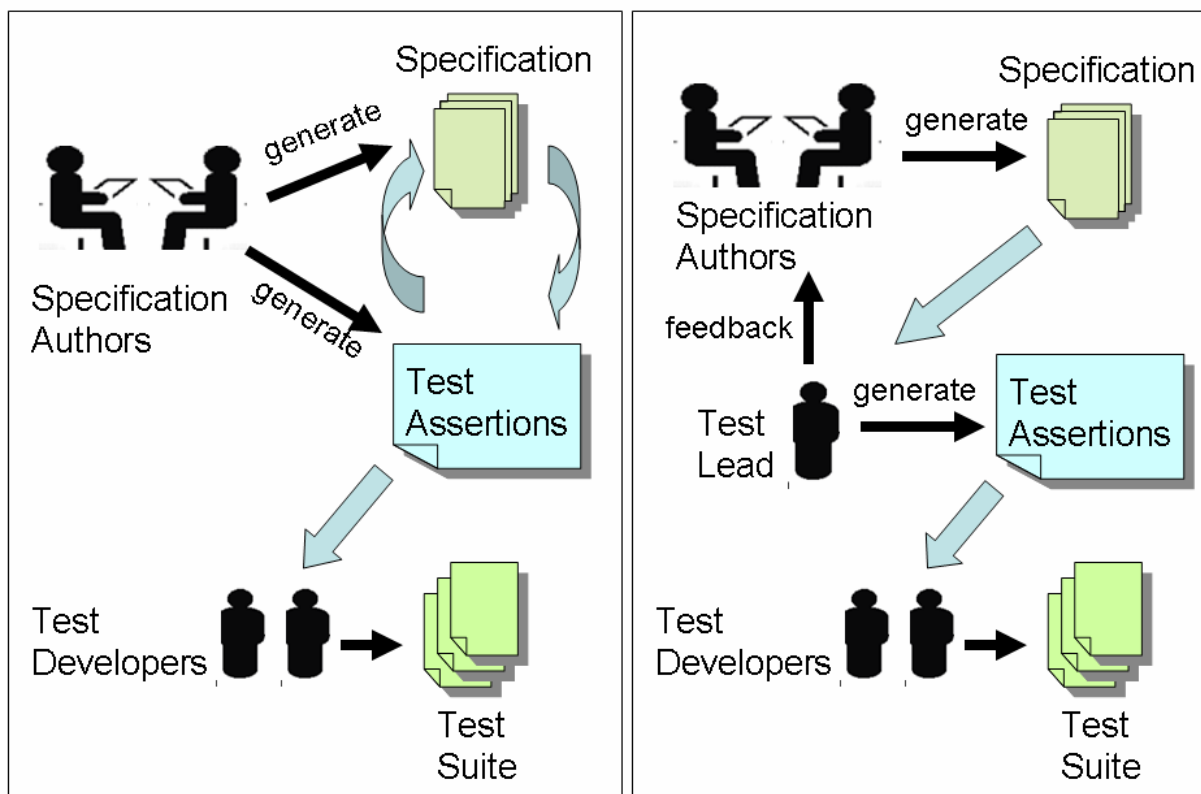 Specification
generate
generate
Specification
Authors
Test
Assertions
Test
Developers
Test
Suite
Specification
generate
Specification
Authors
feedback
generate
Test
Lead
Test
Assertions
Test
Developers
Test
Suite